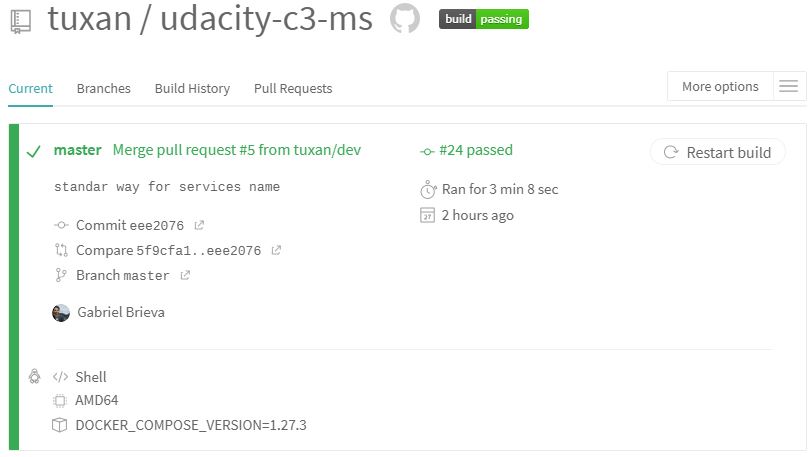 tuxan / udacity-c3-ms build passing
Current Branches Build History Pull Requests More options
master Merge pull request #5 from tuxan/dev
#24 passed
Restart build
standar way for services name
Ran for 3 min 8 sec
27 2 hours ago
Commit eee2076
Compare 5f9cfa1..eee2076
Branch master
Gabriel Brieva
</> Shell
AMD64
DOCKER_COMPOSE_VERSION=1.27.3